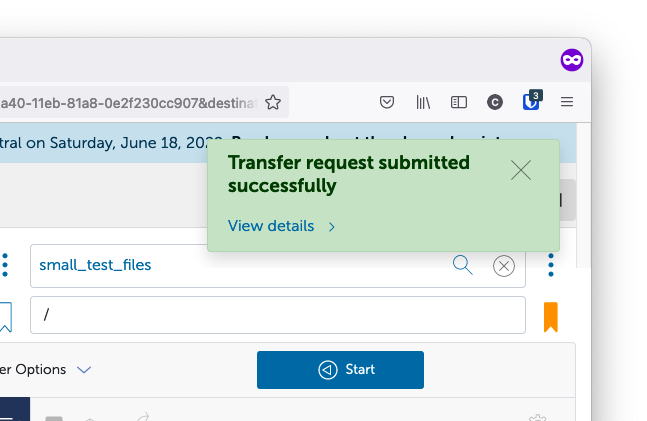 a40-11eb-81a8-0e2f230cc907&destina
3
C
tral on Saturday, June 18,
Transfer request submitted
successfully
View details
small_test_files
/
er Options
Start